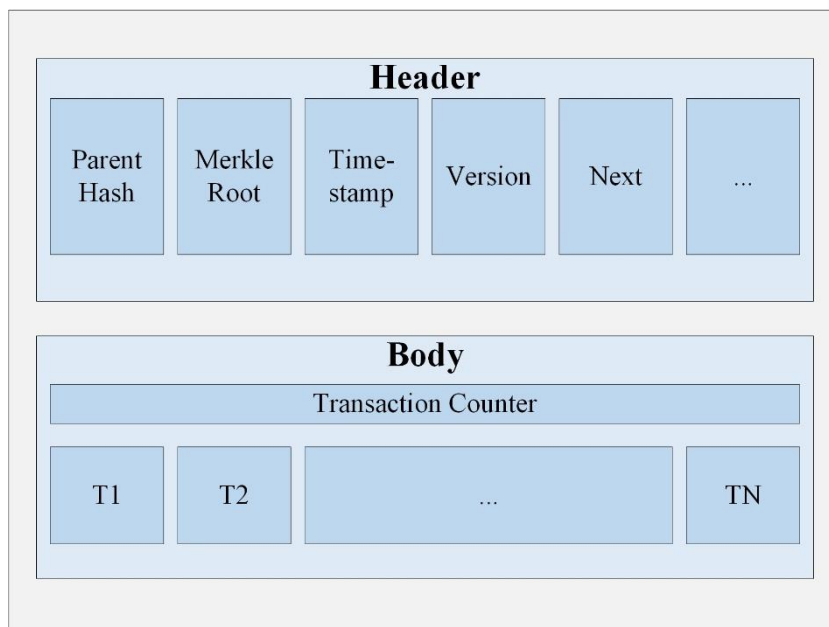 Header
Parent
Hash
Merkle
Root
Time-
stamp
Version
Next
...
Body
Transaction Counter
T1
T2
...
TN